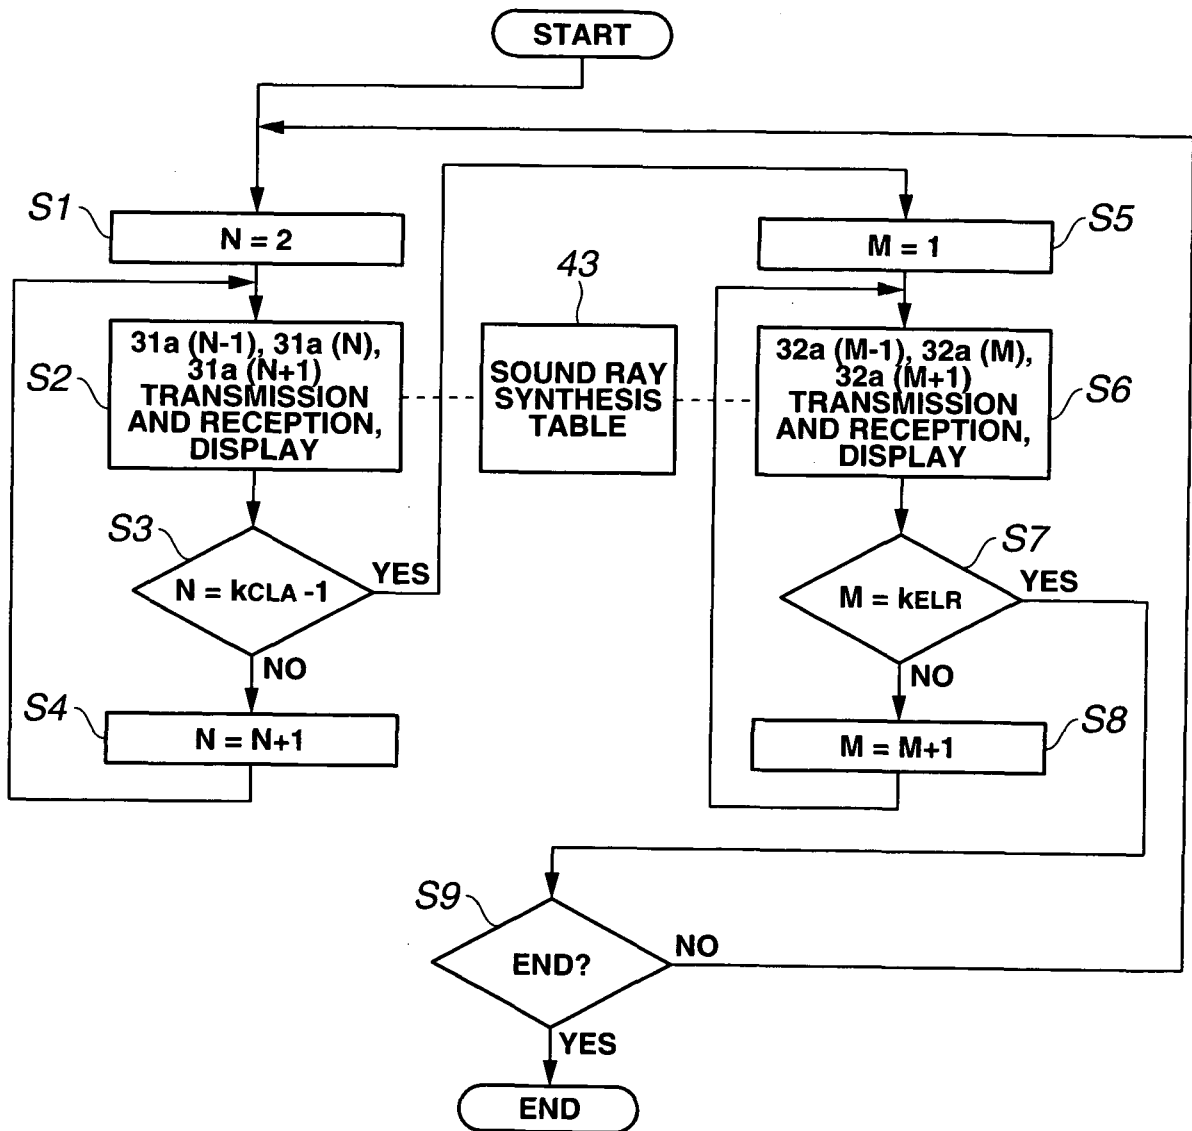 START
S1
N = 2
S5
M = 1
43
S2
31a (N-1), 31a (N),
31a (N+1)
TRANSMISSION
AND RECEPTION,
DISPLAY
SOUND RAY
SYNTHESIS
TABLE
32a (M-1), 32a (M),
32a (M+1)
TRANSMISSION
AND RECEPTION,
DISPLAY
S6
S3
N = kCLA -1
YES
NO
S7
M = kELR
YES
NO
S4
N = N+1
S8
M = M+1
S9
END?
NO
YES
END